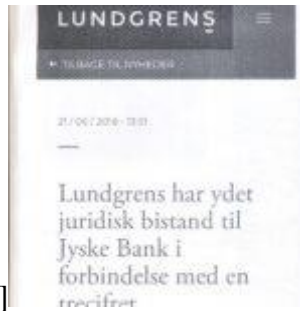 LUNDGRENS
TILBAGE TIL NYHEDER
Lundgrens har ydet
juridisk bistand til
Jyske Bank i
forbindelse med en
trecifret
]